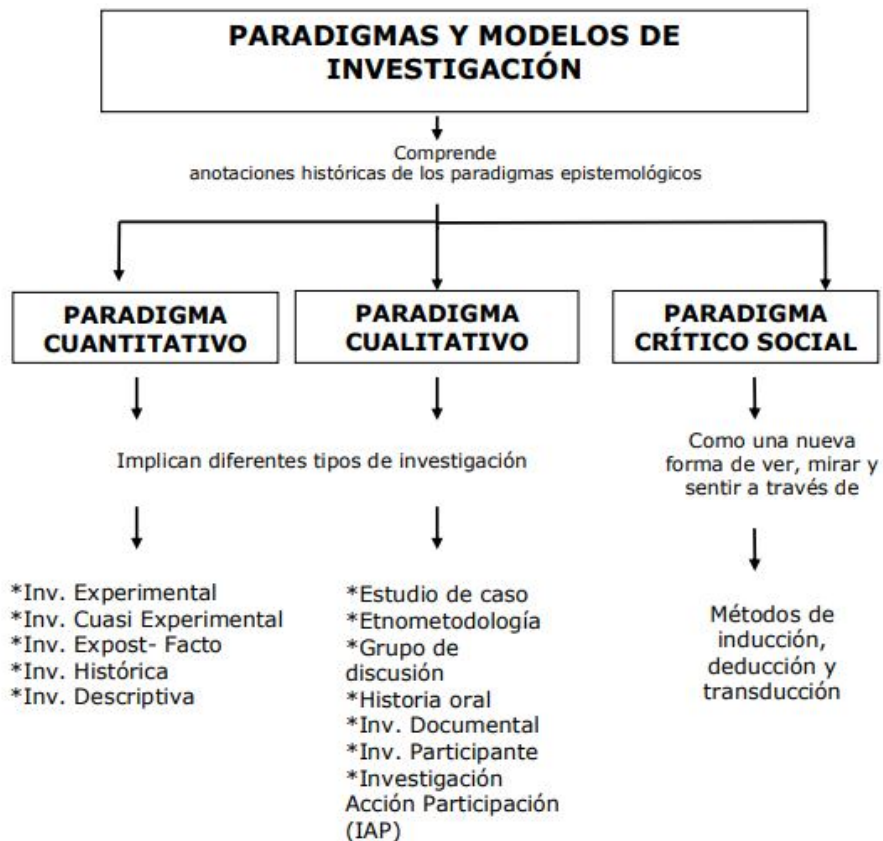 PARADIGMAS Y MODELOS DE
INVESTIGACIÓN
Comprende
anotaciones históricas de los paradigmas epistemológicos
PARADIGMA
CUANTITATIVO
PARADIGMA
CUALITATIVO
PARADIGMA
CRÍTICO SOCIAL
Implican diferentes tipos de investigación
Como una nueva
forma de ver, mirar y
sentir a través de
*Inv. Experimental
*Inv. Cuasi Experimental
*Inv. Expost- Facto
*Inv. Histórica
*Inv. Descriptiva
*Estudio de caso
*Etnometodología
*Grupo de
discusión
*Historia oral
*Inv. Documental
*Inv. Participante
*Investigación
Acción Participación
(IAP)
Métodos de
inducción,
deducción y
transducción